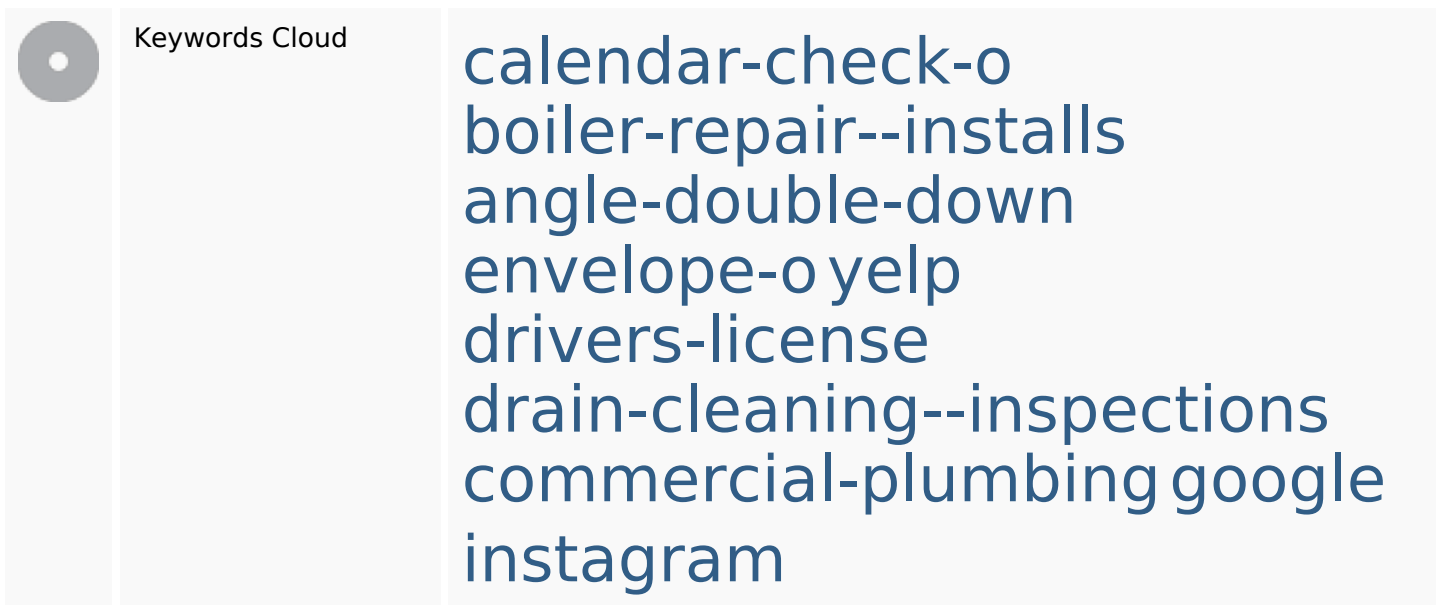 Keywords Cloud
calendar-check-o
boiler-repair--installs
angle-double-down
envelope-o yelp
drivers-license
drain-cleaning--inspections
commercial-plumbing google
instagram